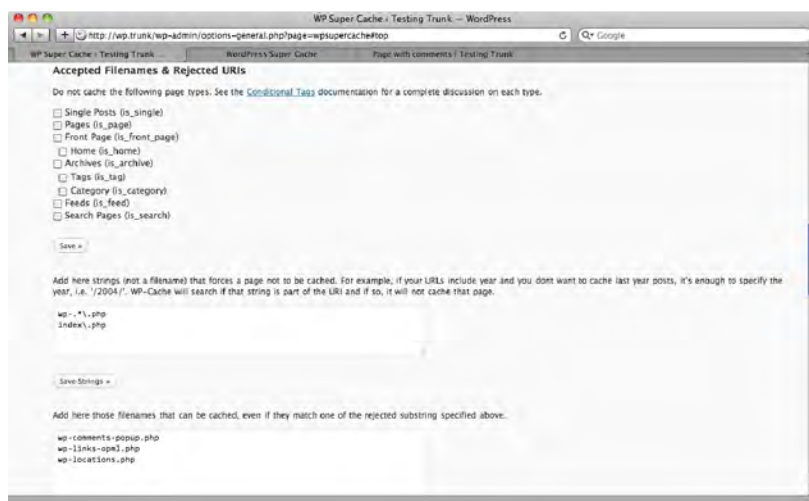 WP Super Cache ‹ Testing Trunk — WordPress
http://wp.trunk/wp-admin/options-general.php?page=wpsupercache#top
Google
WP Super Cache ‹ Testing Trunk
WordPress Super Cache
Page with comments | Testing Trunk
Accepted Filenames & Rejected URIs
Do not cache the following page types. See the Conditional Tags documentation for a complete discussion on each type.
Single Posts (is_single)
Pages (is_page)
Front Page (is_front_page)
Home (is_home)
Archives (is_archive)
Tags (is_tag)
Category (is_category)
Feeds (is_feed)
Search Pages (is_search)
Save »
Add here strings (not a filename) that forces a page not to be cached. For example, if your URLs include year and you dont want to cache last year posts, it's enough to specify the
year, i.e. '/2004/'. WP-Cache will search if that string is part of the URI and if so, it will not cache that page.
wp-.*\.php
index\.php
Save Strings »
Add here those filenames that can be cached, even if they match one of the rejected substring specified above.
wp-comments-popup.php
wp-links-opml.php
wp-locations.php